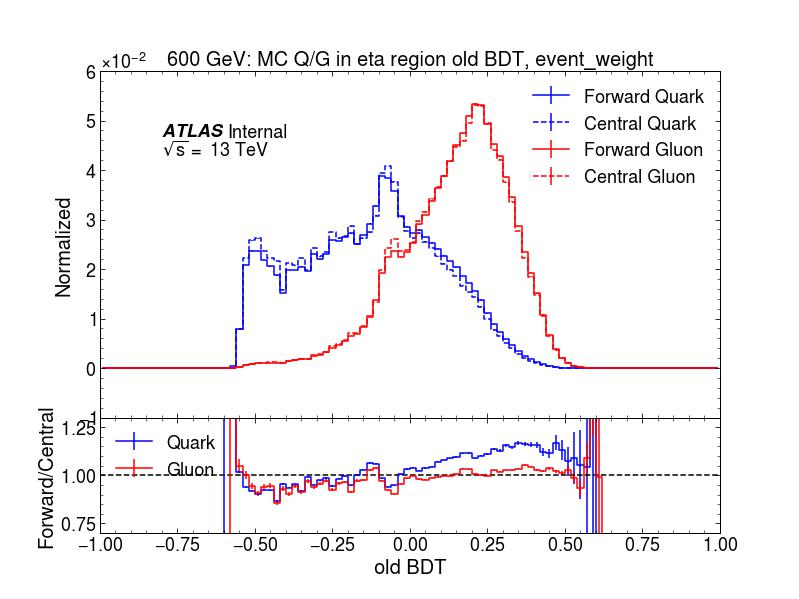 ×10⁻²
600 GeV: MC Q/G in eta region old BDT, event_weight
6
5
4
3
2
1
0
−1
Normalized
ATLAS Internal
√s = 13 TeV
Forward Quark
Central Quark
Forward Gluon
Central Gluon
1.25
1.00
0.75
Forward/Central
Quark
Gluon
−1.00 −0.75 −0.50 −0.25 0.00 0.25 0.50 0.75 1.00
old BDT